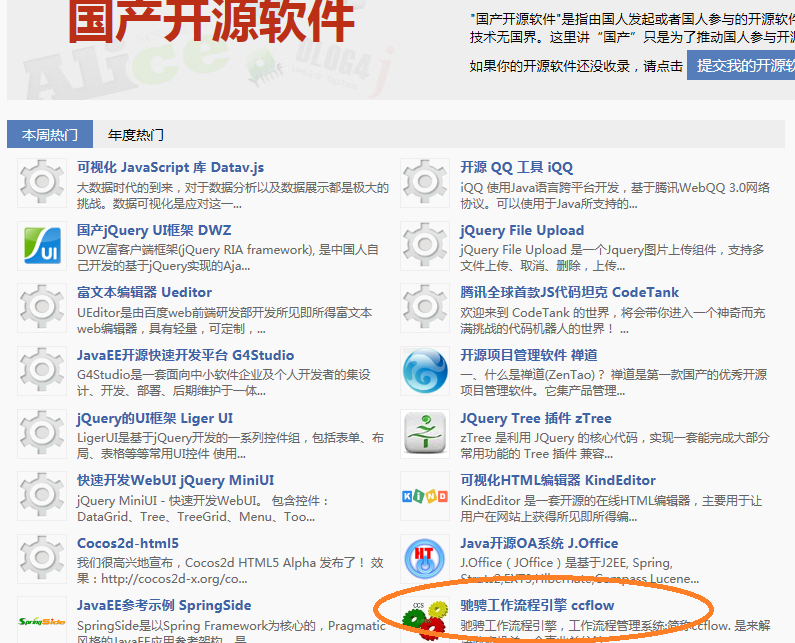 国产开源软件
"国产开源软件"是指由国人发起或者国人参与的开源软件
技术无国界。这里讲 "国产" 只是为了推动国人参与开源
如果你的开源软件还没收录，请点击
提交我的开源软
本周热门
年度热门
可视化 JavaScript 库 Datav.js
大数据时代的到来，对于数据分析以及数据展示都是极大的
挑战。数据可视化是应对这一...
开源 QQ 工具 iQQ
iQQ 使用Java语言跨平台开发，基于腾讯WebQQ 3.0网络
协议。可以使用于Java所支持的...
国产jQuery UI框架 DWZ
DWZ富客户端框架(jQuery RIA framework), 是中国人自
己开发的基于jQuery实现的Aja...
jQuery File Upload
jQuery File Upload 是一个Jquery图片上传组件，支持多
文件上传、取消、删除，上传...
富文本编辑器 Ueditor
UEditor是由百度web前端研发部开发所见即所得富文本
web编辑器，具有轻量，可定制，...
腾讯全球首款JS代码坦克 CodeTank
欢迎来到 CodeTank 的世界，将会带你进入一个神奇而充
满挑战的代码机器人的世界！ ...
JavaEE开源快速开发平台 G4Studio
G4Studio是一套面向中小软件企业及个人开发者的集设
计、开发、部署、后期维护于一体...
开源项目管理软件 禅道
一、什么是禅道(ZenTao)？ 禅道是第一款国产的优秀开源
项目管理软件。它集产品管理...
jQuery的UI框架 Liger UI
LigerUI是基于jQuery开发的一系列控件组，包括表单、布
局、表格等等常用UI控件 使用...
JQuery Tree 插件 zTree
zTree 是利用 JQuery 的核心代码，实现一套能完成大部分
常用功能的 Tree 插件 兼容...
快速开发WebUI jQuery MiniUI
jQuery MiniUI - 快速开发WebUI。 包含控件：
DataGrid、Tree、TreeGrid、Menu、Too...
KIND
可视化HTML编辑器 KindEditor
KindEditor 是一套开源的在线HTML编辑器，主要用于让
用户在网站上获得所见即所得编...
Cocos2d-html5
我们很高兴地宣布，Cocos2d HTML5 Alpha 发布了！ 效
果：http://cocos2d-x.org/co...
Java开源OA系统 J.Office
J.Office（JOffice）是基于J2EE, Spring,
Struts2,EXT5,Hibernate,Compass Lucene...
SpringSide
JavaEE参考示例 SpringSide
SpringSide是以Spring Framework为核心的，Pragmatic
风格的JavaEE应用参考架构，是
驰骋工作流程引擎 ccflow
驰骋工作流程引擎，工作流程管理系统:简称ccflow. 是来解